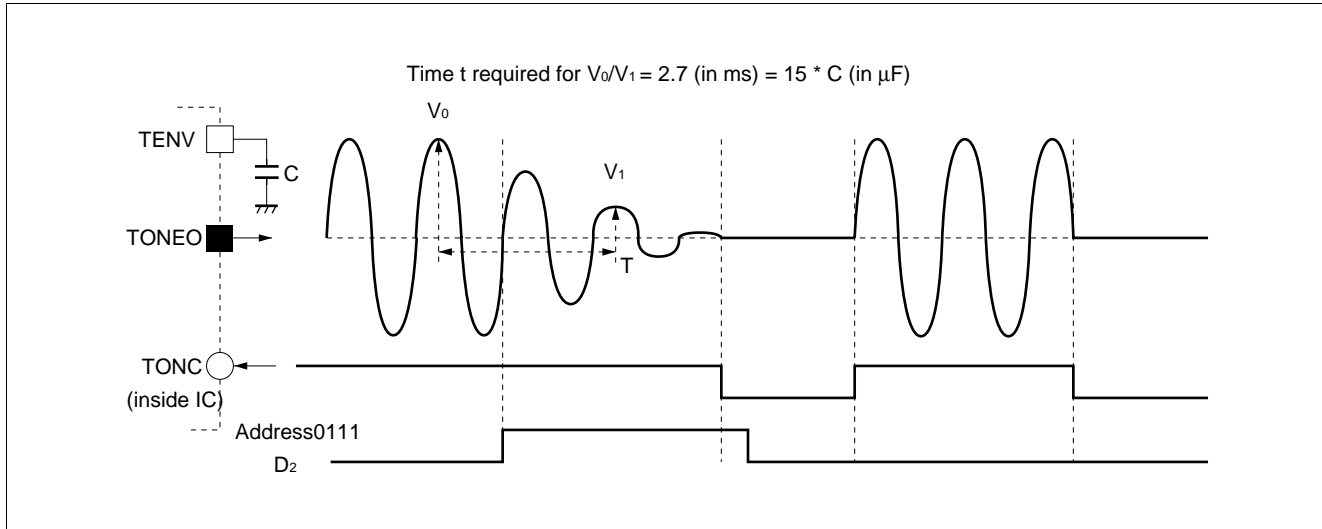 Time t required for V0/V1 = 2.7 (in ms) = 15 * C (in μF)
V0
TENV
C
V1
TONEO
T
TONC
(inside IC)
Address0111
D2